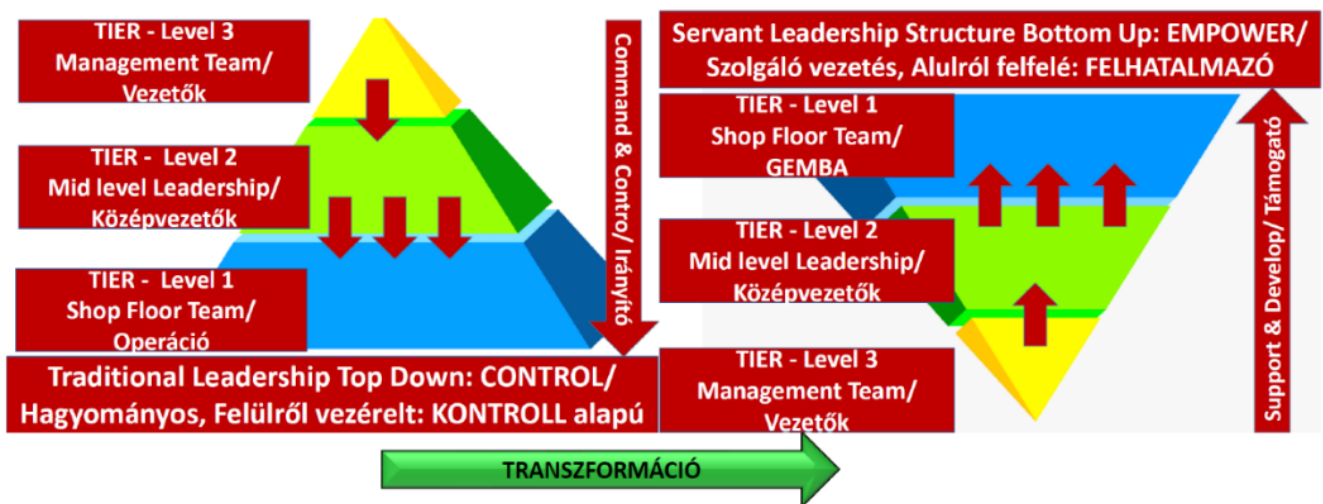 TIER - Level 3
Management Team/
Vezetők
TIER - Level 2
Mid level Leadership/
Középvezetők
TIER - Level 1
Shop Floor Team/
Operáció
Command & Contro/ Irányító
Traditional Leadership Top Down: CONTROL/
Hagyományos, Felülről vezérelt: KONTROLL alapú
Servant Leadership Structure Bottom Up: EMPOWER/
Szolgáló vezetés, Alulról felfelé: FELHATALMAZÓ
TIER - Level 1
Shop Floor Team/
GEMBA
TIER - Level 2
Mid level Leadership/
Középvezetők
TIER - Level 3
Management Team/
Vezetők
Support & Develop/ Támogató
TRANSZFORMÁCIÓ